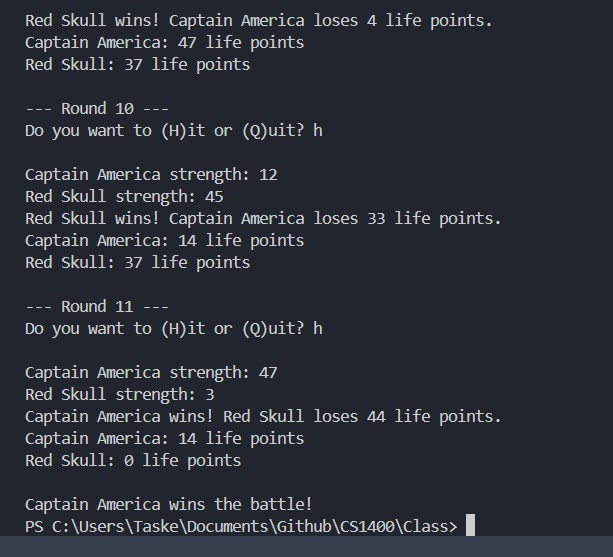 Red Skull wins! Captain America loses 4 life points.
Captain America: 47 life points
Red Skull: 37 life points
--- Round 10 ---
Do you want to (H)it or (Q)uit? h
Captain America strength: 12
Red Skull strength: 45
Red Skull wins! Captain America loses 33 life points.
Captain America: 14 life points
Red Skull: 37 life points
--- Round 11 ---
Do you want to (H)it or (Q)uit? h
Captain America strength: 47
Red Skull strength: 3
Captain America wins! Red Skull loses 44 life points.
Captain America: 14 life points
Red Skull: 0 life points
Captain America wins the battle!
PS C:\Users\Taske\Documents\Github\CS1400\Class>